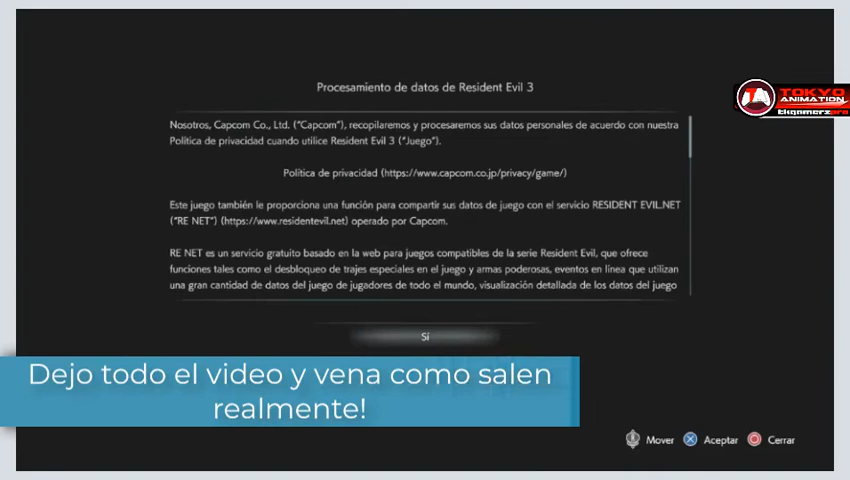 Procesamiento de datos de Resident Evil 3
TOKYO
ANIMATION
Nosotros, Capcom Co., Ltd. ("Capcom"), recopilaremos y procesaremos sus datos personales de acuerdo con nuestra
Política de privacidad cuando utilice Resident Evil 3 ("Juego").
Política de privacidad (https://www.capcom.co.jp/privacy/game/)
Este juego también le proporciona una función para compartir sus datos de juego con el servicio RESIDENT EVIL.NET
("RE NET") (https://www.residentevil.net) operado por Capcom.
RE NET es un servicio gratuito basado en la web para juegos compatibles de la serie Resident Evil, que ofrece
funciones tales como el desbloqueo de trajes especiales en el juego y armas poderosas, eventos en línea que utilizan
una gran cantidad de datos del juego de jugadores de todo el mundo, visualización detallada de los datos del juego
Sí
Dejo todo el video y vena como salen
realmente!
Mover Aceptar Cerrar